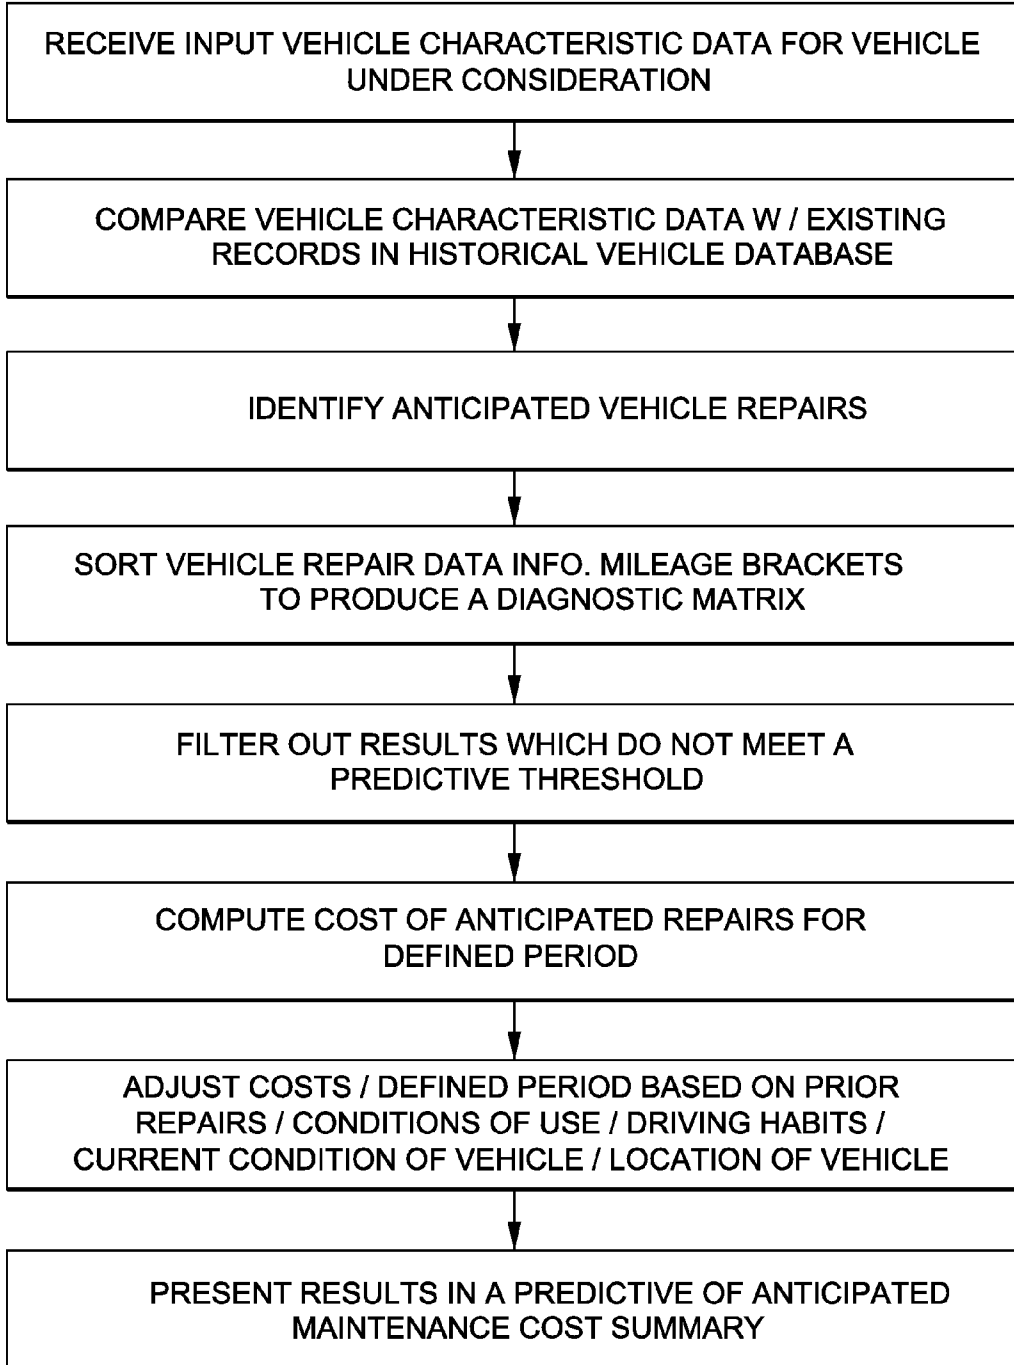 RECEIVE INPUT VEHICLE CHARACTERISTIC DATA FOR VEHICLE
UNDER CONSIDERATION
COMPARE VEHICLE CHARACTERISTIC DATA W / EXISTING
RECORDS IN HISTORICAL VEHICLE DATABASE
IDENTIFY ANTICIPATED VEHICLE REPAIRS
SORT VEHICLE REPAIR DATA INFO. MILEAGE BRACKETS
TO PRODUCE A DIAGNOSTIC MATRIX
FILTER OUT RESULTS WHICH DO NOT MEET A
PREDICTIVE THRESHOLD
COMPUTE COST OF ANTICIPATED REPAIRS FOR
DEFINED PERIOD
ADJUST COSTS / DEFINED PERIOD BASED ON PRIOR
REPAIRS / CONDITIONS OF USE / DRIVING HABITS /
CURRENT CONDITION OF VEHICLE / LOCATION OF VEHICLE
PRESENT RESULTS IN A PREDICTIVE OF ANTICIPATED
MAINTENANCE COST SUMMARY